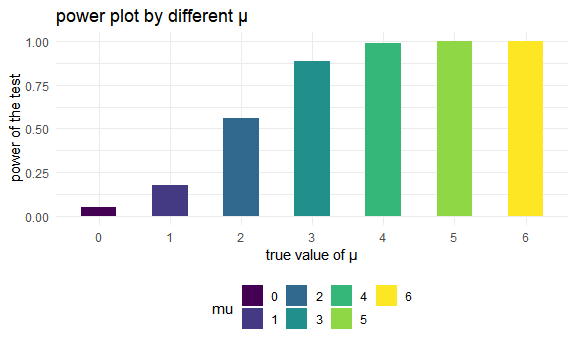 power plot by different μ
power of the test
1.00
0.75
0.50
0.25
0.00
0 1 2 3 4 5 6
true value of μ
mu
0 2 4 6
1 3 5